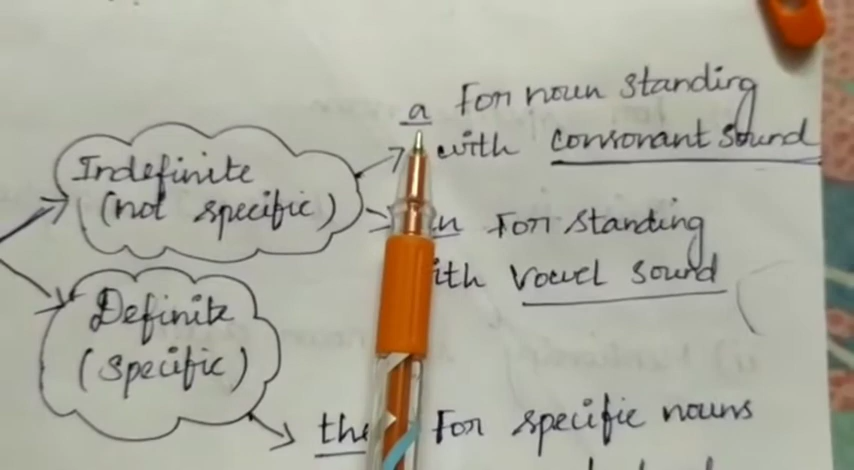 a For noun standing
with consonant sound
Indefinite
(not specific)
For standing
vowel sound
Definite
(specific)
the For specific nouns